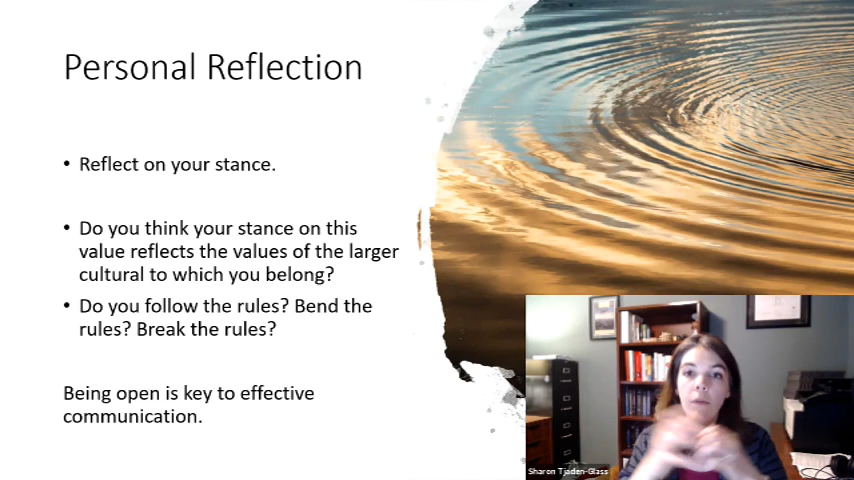 Personal Reflection
• Reflect on your stance.
• Do you think your stance on this
value reflects the values of the larger
cultural to which you belong?
• Do you follow the rules? Bend the
rules? Break the rules?
Being open is key to effective
communication.
Sharon Tjaden-Glass